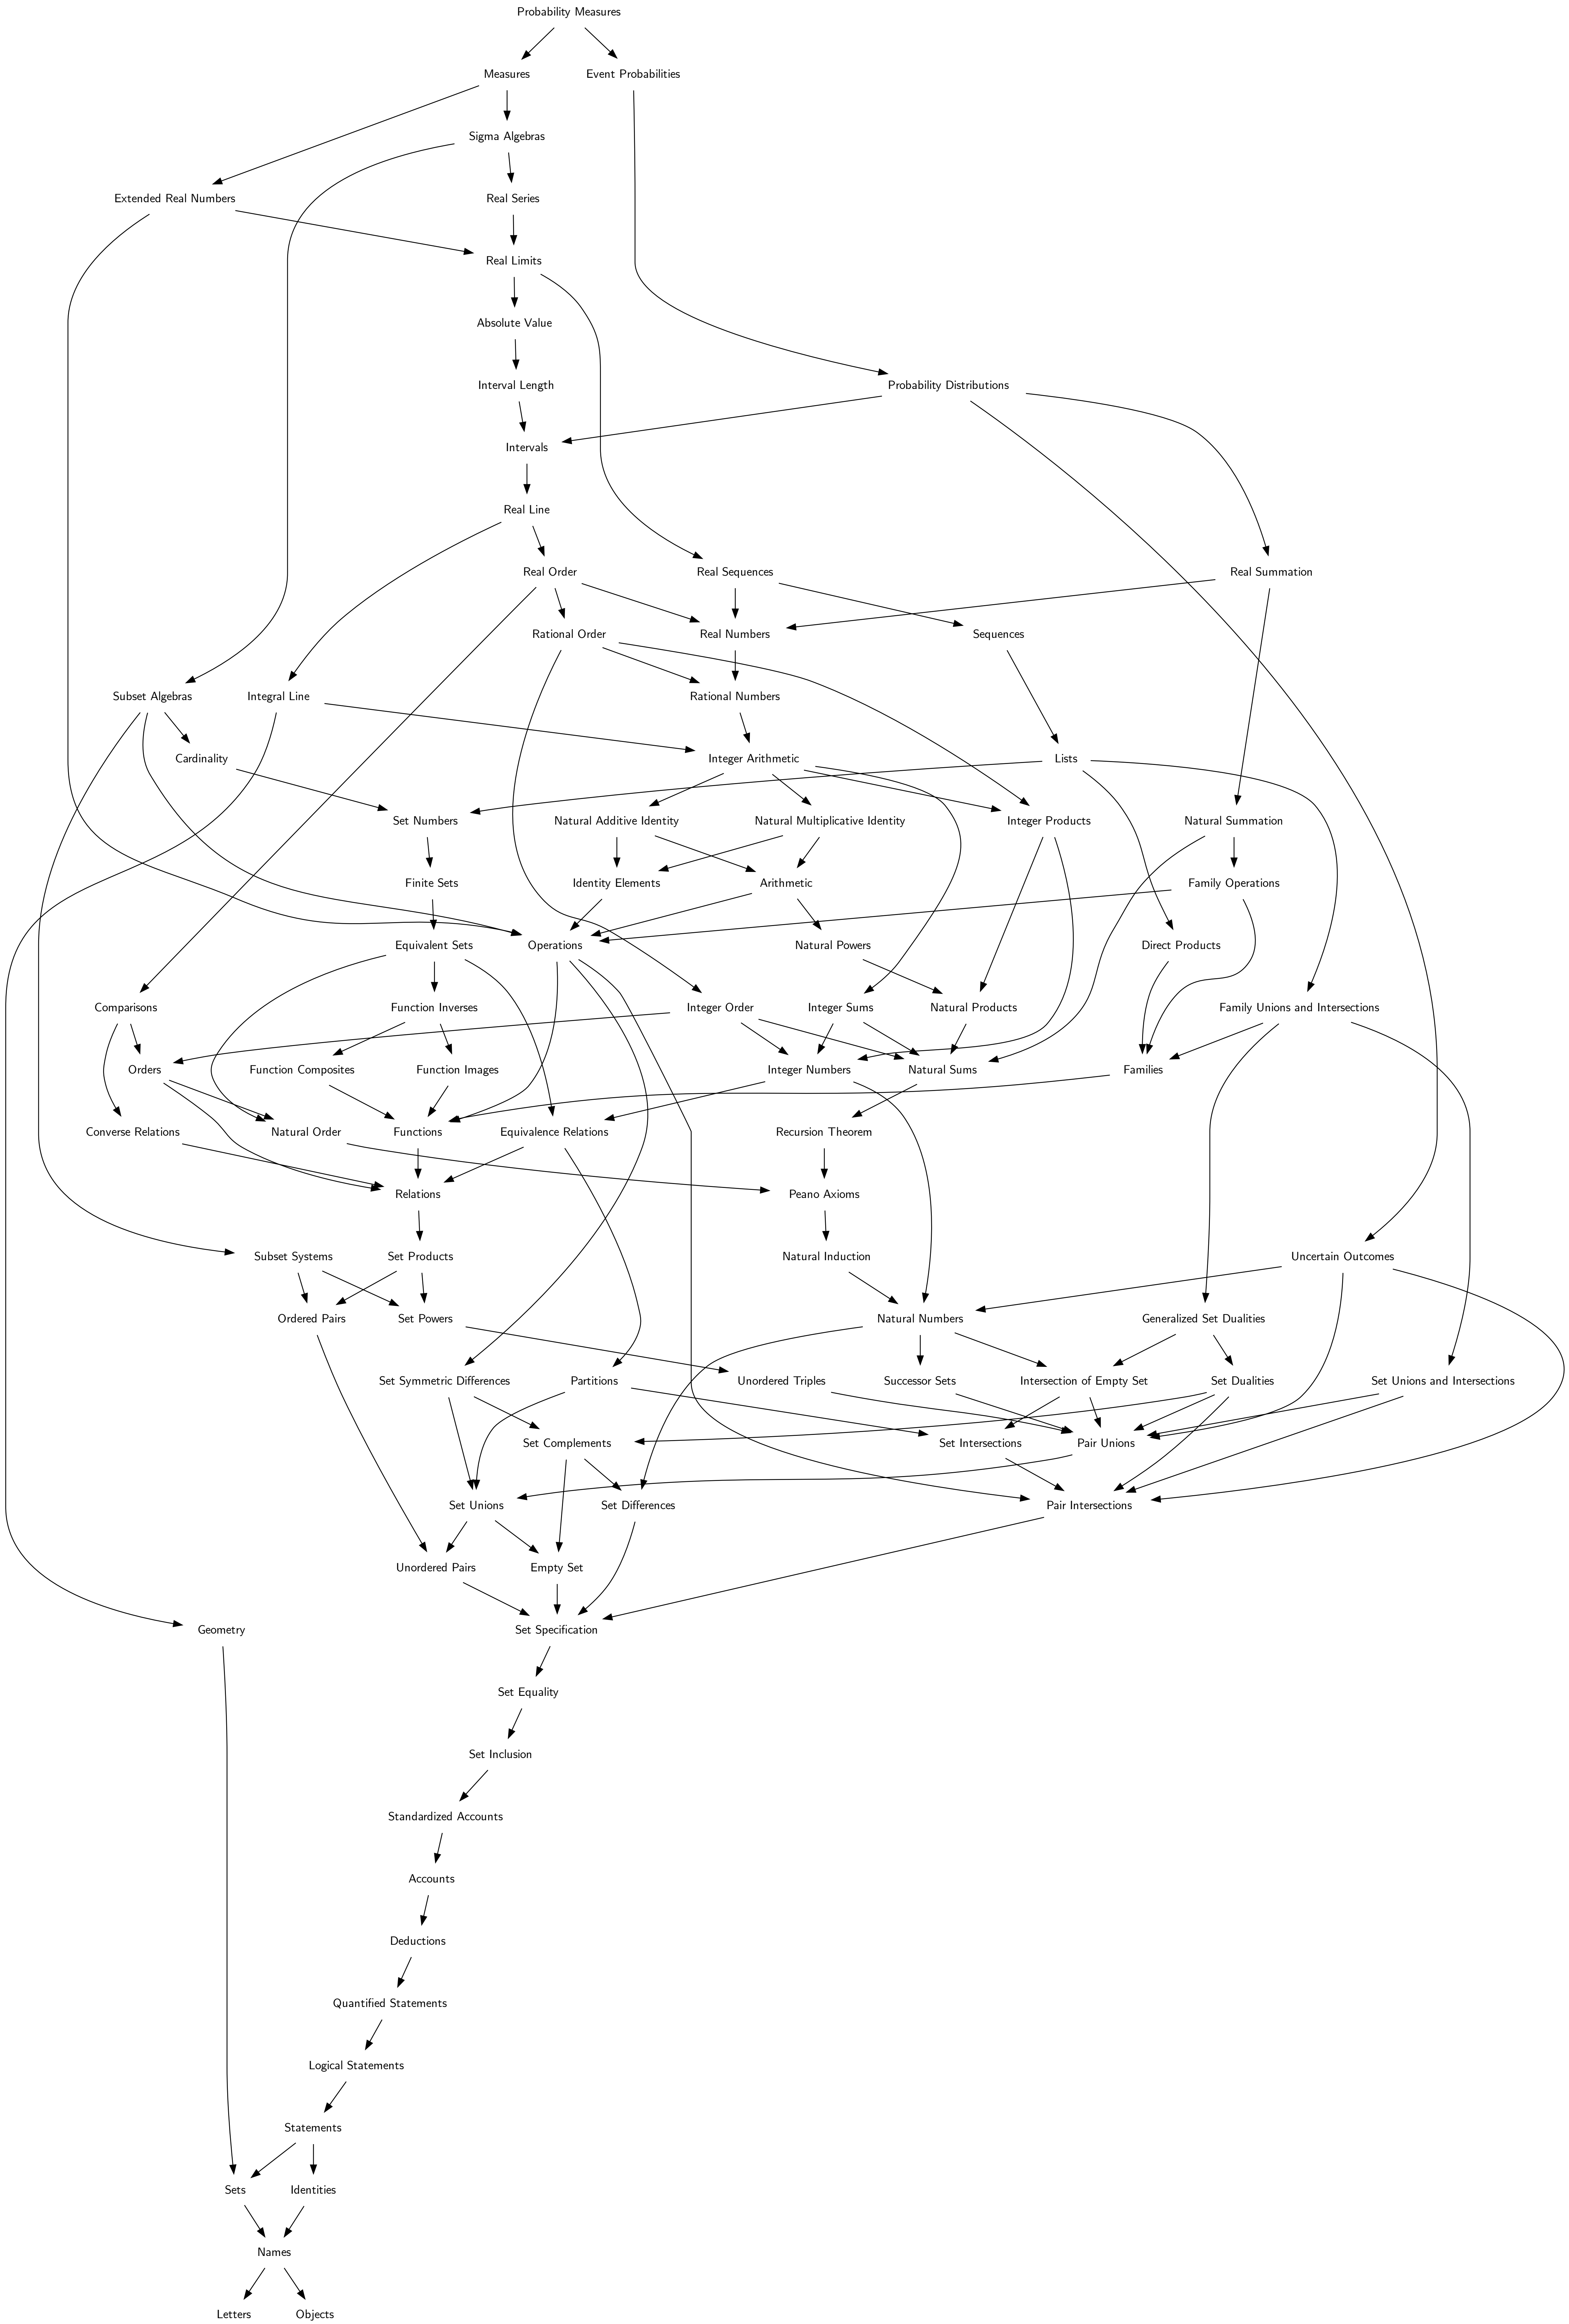 Probability Measures
Measures
Event Probabilities
Sigma Algebras
Extended Real Numbers
Real Series
Real Limits
Absolute Value
Interval Length
Probability Distributions
Intervals
Real Line
Real Order
Real Sequences
Real Summation
Rational Order
Real Numbers
Sequences
Subset Algebras
Integral Line
Rational Numbers
Cardinality
Integer Arithmetic
Lists
Set Numbers
Natural Additive Identity
Natural Multiplicative Identity
Integer Products
Natural Summation
Finite Sets
Identity Elements
Arithmetic
Family Operations
Equivalent Sets
Operations
Natural Powers
Direct Products
Comparisons
Function Inverses
Integer Order
Integer Sums
Natural Products
Family Unions and Intersections
Orders
Function Composites
Function Images
Integer Numbers
Natural Sums
Families
Converse Relations
Natural Order
Functions
Equivalence Relations
Recursion Theorem
Relations
Peano Axioms
Subset Systems
Set Products
Natural Induction
Uncertain Outcomes
Ordered Pairs
Set Powers
Natural Numbers
Generalized Set Dualities
Set Symmetric Differences
Partitions
Unordered Triples
Successor Sets
Intersection of Empty Set
Set Dualities
Set Unions and Intersections
Set Complements
Set Intersections
Pair Unions
Set Unions
Set Differences
Pair Intersections
Unordered Pairs
Empty Set
Geometry
Set Specification
Set Equality
Set Inclusion
Standardized Accounts
Accounts
Deductions
Quantified Statements
Logical Statements
Statements
Sets
Identities
Names
Letters
Objects